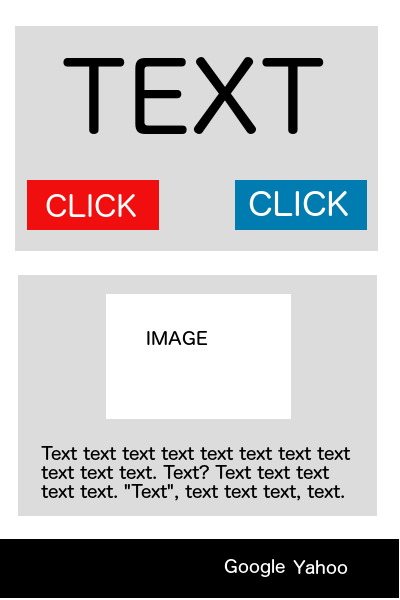 TEXT
CLICK CLICK
IMAGE
Text text text text text text text text
text text text. Text? Text text text
text text. "Text", text text text, text.
Google Yahoo